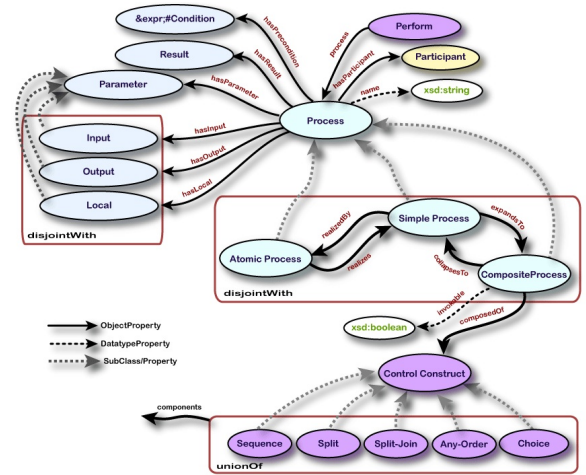 &expr;#Condition
hasPrecondition
Perform
process
Result
hasResult
hasParticipant
Participant
Parameter
hasParameter
name
xsd:string
Process
Input
hasInput
Output
hasOutput
Local
hasLocal
disjointWith
Simple Process
expandsTo
realizedBy
Atomic Process
realizes
collapsesTo
CompositeProcess
disjointWith
invokable
composedOf
xsd:boolean
ObjectProperty
DatatypeProperty
SubClass/Property
Control Construct
components
Sequence
Split
Split-Join
Any-Order
Choice
unionOf